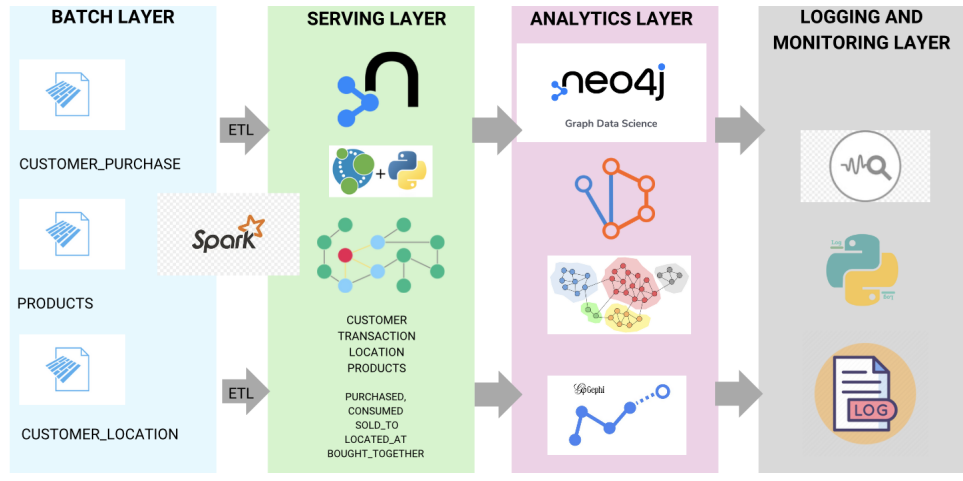 BATCH LAYER
CUSTOMER_PURCHASE
PRODUCTS
CUSTOMER_LOCATION
Spark
ETL
ETL
SERVING LAYER
+
CUSTOMER
TRANSACTION
LOCATION
PRODUCTS
PURCHASED,
CONSUMED
SOLD_TO
LOCATED_AT
BOUGHT_TOGETHER
ANALYTICS LAYER
neo4j
Graph Data Science
Gephi
LOGGING AND
MONITORING LAYER
Log
LOG